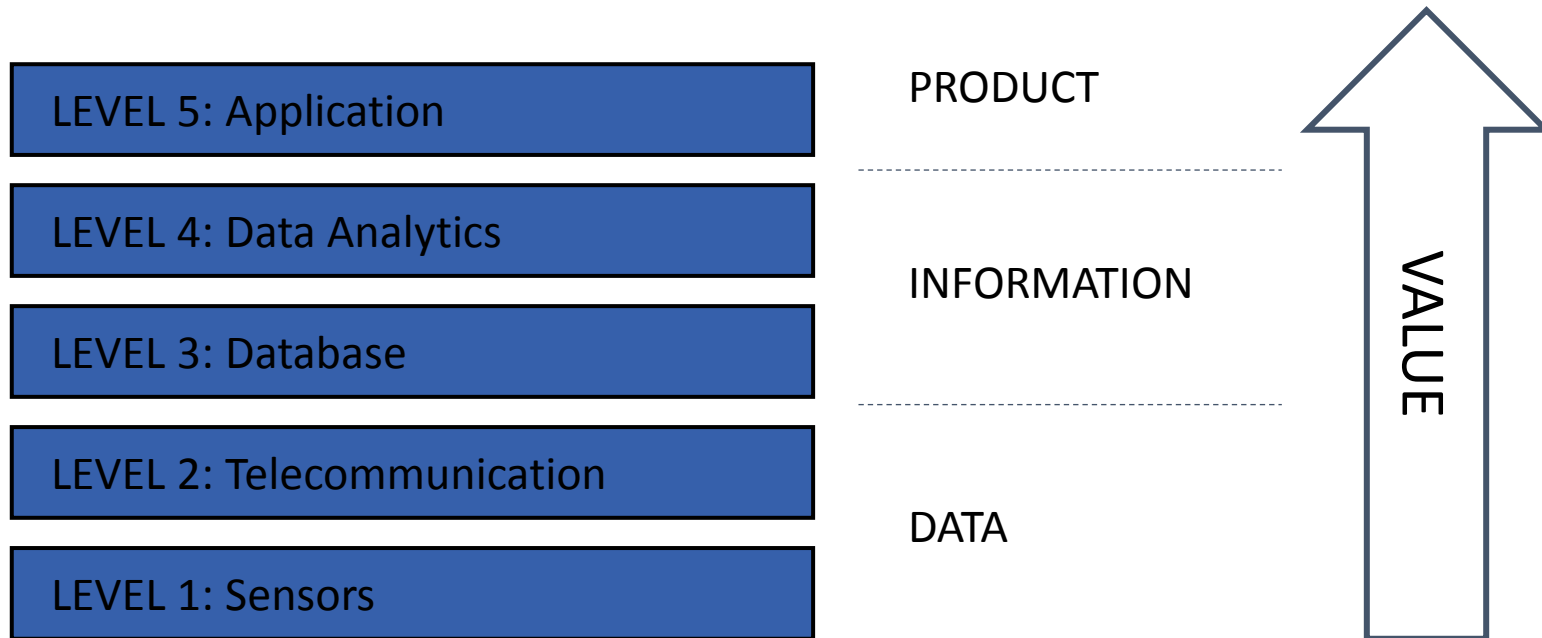 LEVEL 5: Application
PRODUCT
LEVEL 4: Data Analytics
INFORMATION
LEVEL 3: Database
LEVEL 2: Telecommunication
DATA
LEVEL 1: Sensors
VALUE